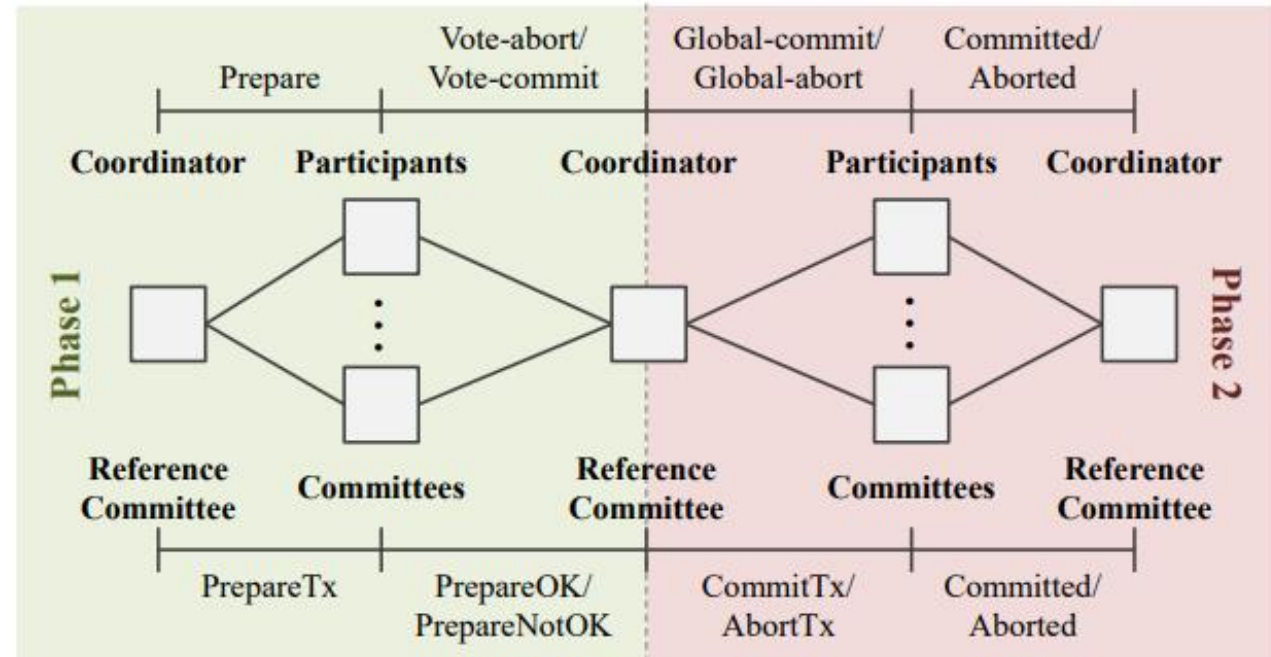 Vote-abort/
Vote-commit
Global-commit/
Global-abort
Committed/
Aborted
Prepare
Coordinator
Participants
Coordinator
Participants
Coordinator
Phase 1
Phase 2
Reference
Committee
Committees
Reference
Committee
Committees
Reference
Committee
PrepareTx
PrepareOK/
PrepareNotOK
CommitTx/
AbortTx
Committed/
Aborted